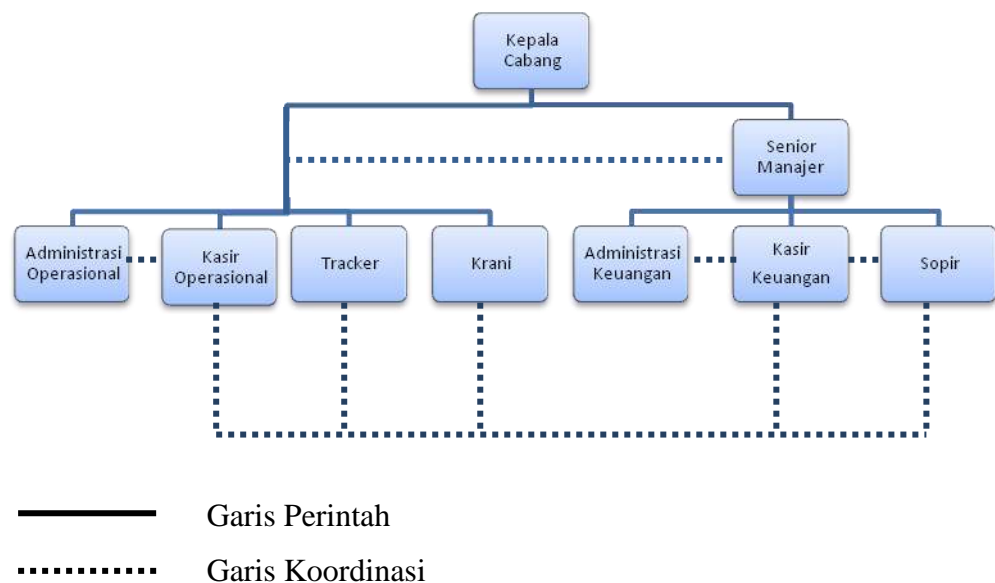 Kepala
Cabang
Senior
Manajer
Administrasi
Operasional
Kasir
Operasional
Tracker
Krani
Administrasi
Keuangan
Kasir
Keuangan
Sopir
Garis Perintah
Garis Koordinasi